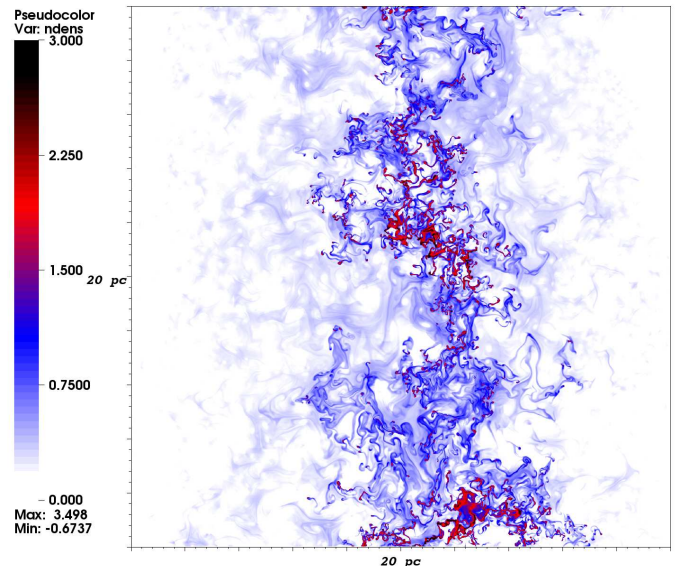 Pseudocolor
Var: ndens
3.000
2.250
1.500
0.7500
0.000
Max: 3.498
Min: -0.6737
20 pc
20 pc